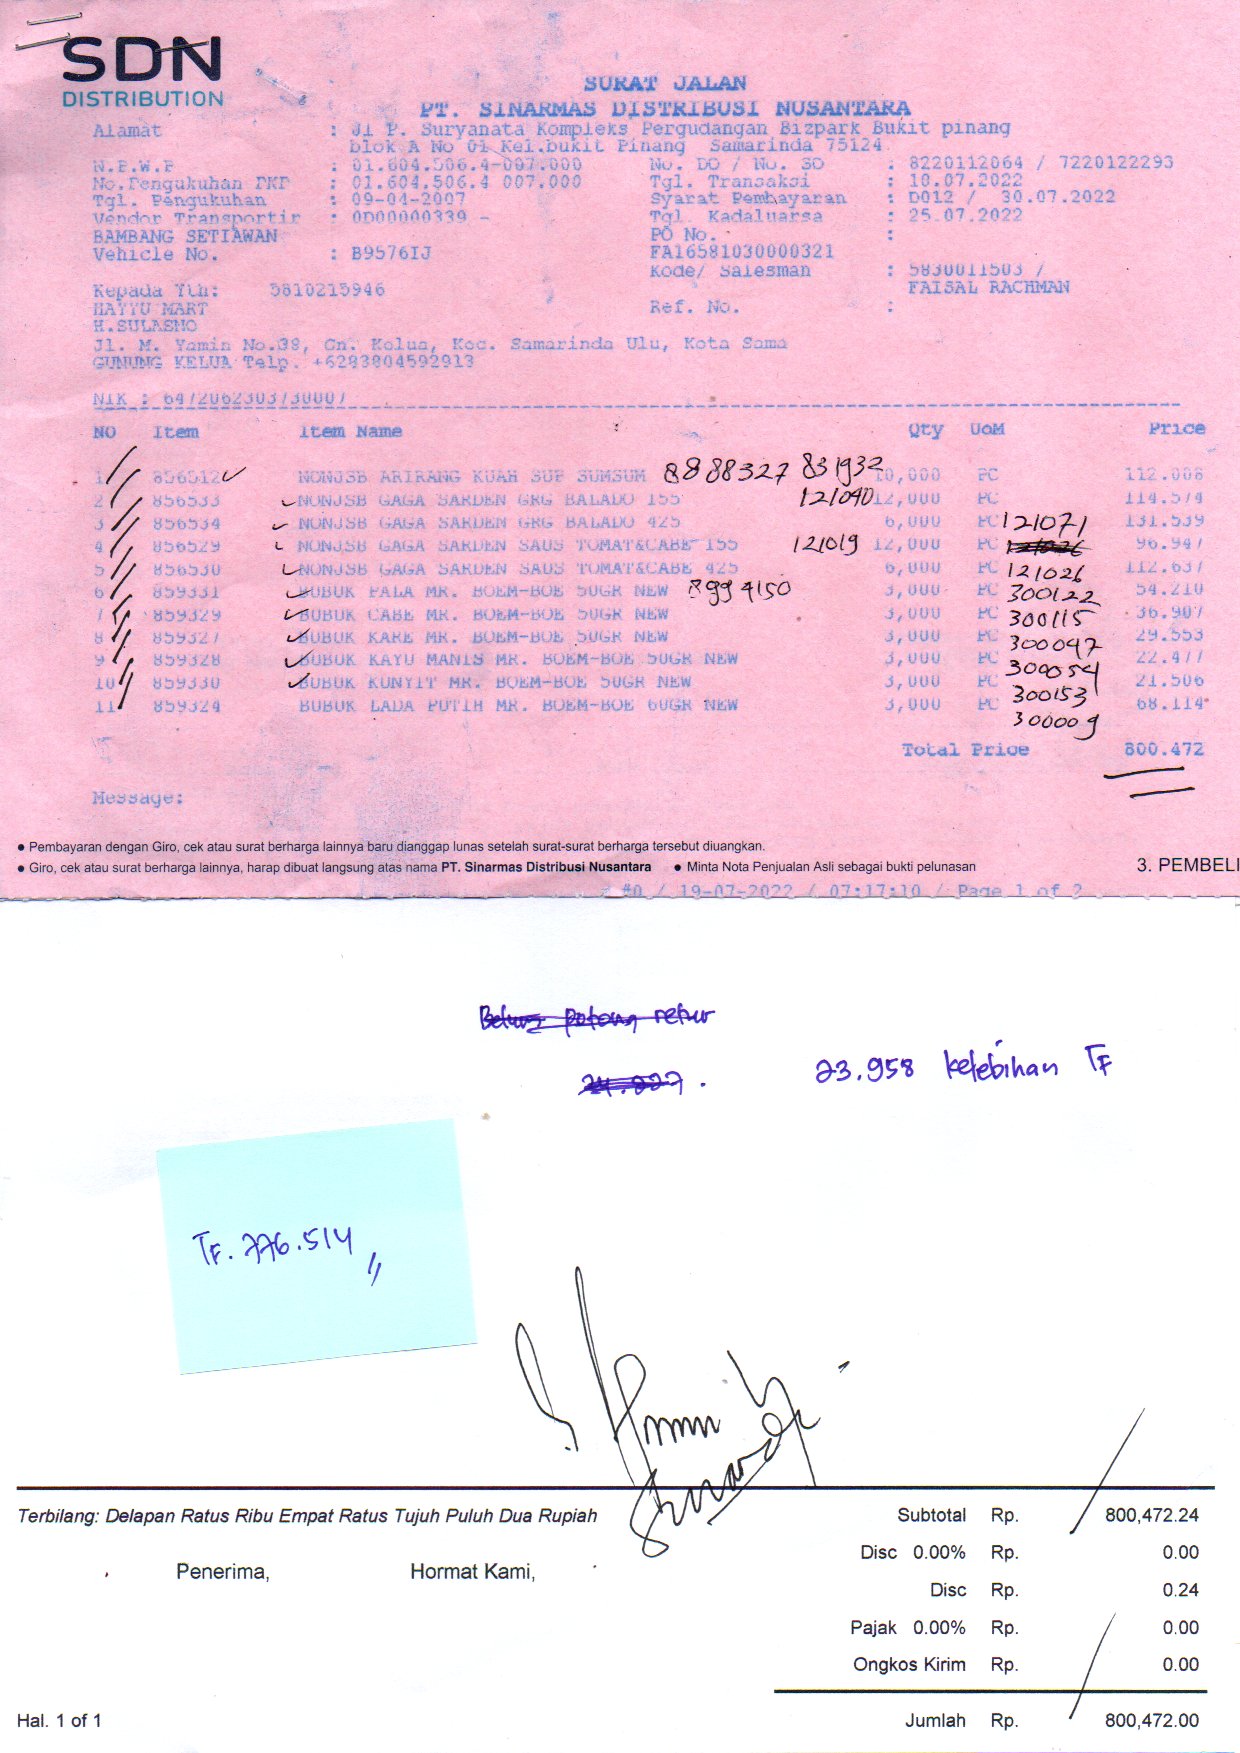 SDN
DISTRIBUTION
SURAT JALAN
PT. SINARMAS DISTRIBUSI NUSANTARA
Alamat : Jl P. Suryanata Kompleks Pergudangan Bizpark Bukit pinang
blok A No 01 Kel.bukit Pinang Samarinda 75124
N.P.W.P : 01.604.506.4-007.000 No. DO / No. SO : 8220112064 / 7220122293
No.Pengukuhan PKP : 01.604.506.4 007.000 Tgl. Transaksi : 18.07.2022
Tgl. Pengukuhan : 09-04-2007 Syarat Pembayaran : D012 / 30.07.2022
Vendor Transportir : 0D00000339 - Tgl. Kadaluarsa : 25.07.2022
BAMBANG SETIAWAN PO No. :
Vehicle No. : B9576IJ FA16581030000321
Kode/ Salesman : 5830011503 /
Kepada Yth: 5810215946 FAISAL RACHMAN
HAYYU MART Ref. No. :
H.SULASNO
Jl. M. Yamin No.39, Gn. Kelua, Kec. Samarinda Ulu, Kota Sama
GUNUNG KELUA Telp. +6283804592913
NIK : 6472062303730007
NO Item Item Name Qty UoM Price
1 856512 NONJSB ARIRANG KUAH SUP SUMSUM 8888327 831932 10,000 PC 112.008
2 856533 NONJSB GAGA SARDEN GRG BALADO 155 121040 12,000 PC 114.574
3 856534 NONJSB GAGA SARDEN GRG BALADO 425 6,000 PC 121071 131.539
4 856529 NONJSB GAGA SARDEN SAUS TOMAT&CABE 155 121019 12,000 PC 96.947
5 856530 NONJSB GAGA SARDEN SAUS TOMAT&CABE 425 6,000 PC 121026 112.637
6 859331 BUBUK PALA MR. BOEM-BOE 50GR NEW 8994150 3,000 PC 300122 54.210
7 859329 BUBUK CABE MR. BOEM-BOE 50GR NEW 3,000 PC 300115 36.907
8 859327 BUBUK KARE MR. BOEM-BOE 50GR NEW 3,000 PC 300047 29.553
9 859328 BUBUK KAYU MANIS MR. BOEM-BOE 50GR NEW 3,000 PC 300054 22.477
10 859330 BUBUK KUNYIT MR. BOEM-BOE 50GR NEW 3,000 PC 300153 21.506
11 859324 BUBUK LADA PUTIH MR. BOEM-BOE 60GR NEW 3,000 PC 300009 68.114
Total Price 800.472
Message:
● Pembayaran dengan Giro, cek atau surat berharga lainnya baru dianggap lunas setelah surat-surat berharga tersebut diuangkan.
● Giro, cek atau surat berharga lainnya, harap dibuat langsung atas nama PT. Sinarmas Distribusi Nusantara ● Minta Nota Penjualan Asli sebagai bukti pelunasan 3. PEMBELI
#0 / 19-07-2022 / 07:17:10 / Page 1 of 2
Belum potong retur
23.958 kelebihan TF
TF. 776.514
Terbilang: Delapan Ratus Ribu Empat Ratus Tujuh Puluh Dua Rupiah Subtotal Rp. 800,472.24
Disc 0.00% Rp. 0.00
Penerima, Hormat Kami,
Disc Rp. 0.24
Pajak 0.00% Rp. 0.00
Ongkos Kirim Rp. 0.00
Hal. 1 of 1 Jumlah Rp. 800,472.00